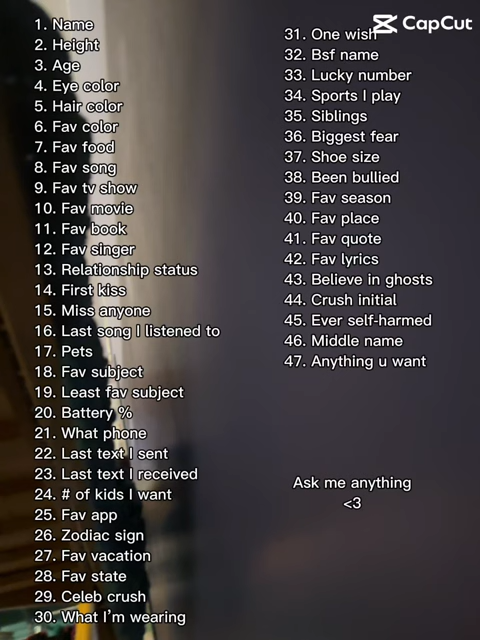 1. Name
2. Height
3. Age
4. Eye color
5. Hair color
6. Fav color
7. Fav food
8. Fav song
9. Fav tv show
10. Fav movie
11. Fav book
12. Fav singer
13. Relationship status
14. First kiss
15. Miss anyone
16. Last song I listened to
17. Pets
18. Fav subject
19. Least fav subject
20. Battery %
21. What phone
22. Last text I sent
23. Last text I received
24. # of kids I want
25. Fav app
26. Zodiac sign
27. Fav vacation
28. Fav state
29. Celeb crush
30. What I'm wearing
CapCut
31. One wish
32. Bsf name
33. Lucky number
34. Sports I play
35. Siblings
36. Biggest fear
37. Shoe size
38. Been bullied
39. Fav season
40. Fav place
41. Fav quote
42. Fav lyrics
43. Believe in ghosts
44. Crush initial
45. Ever self-harmed
46. Middle name
47. Anything u want
Ask me anything
<3